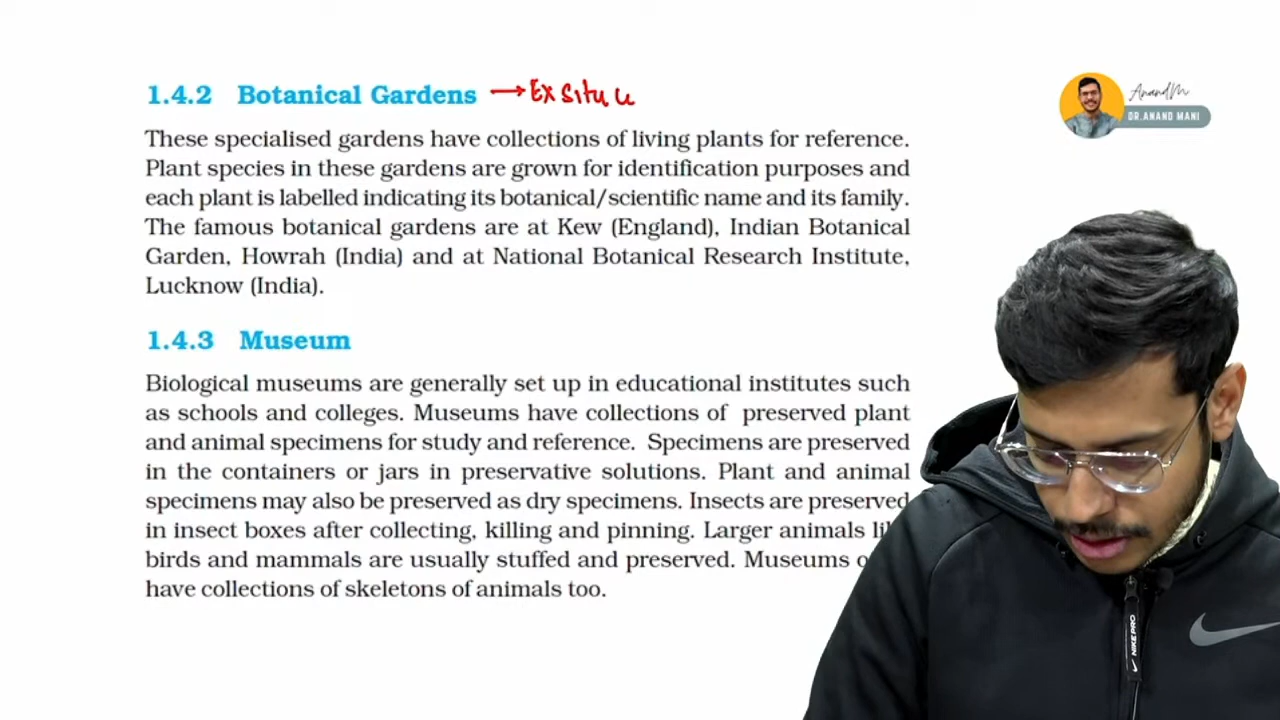 1.4.2 Botanical Gardens → Ex situ
These specialised gardens have collections of living plants for reference.
Plant species in these gardens are grown for identification purposes and
each plant is labelled indicating its botanical/scientific name and its family.
The famous botanical gardens are at Kew (England), Indian Botanical
Garden, Howrah (India) and at National Botanical Research Institute,
Lucknow (India).
1.4.3 Museum
Biological museums are generally set up in educational institutes such
as schools and colleges. Museums have collections of preserved plant
and animal specimens for study and reference. Specimens are preserved
in the containers or jars in preservative solutions. Plant and animal
specimens may also be preserved as dry specimens. Insects are preserved
in insect boxes after collecting, killing and pinning. Larger animals
birds and mammals are usually stuffed and preserved. Museums
have collections of skeletons of animals too.
AnandM
DR.ANAND MANI
NIKE PRO